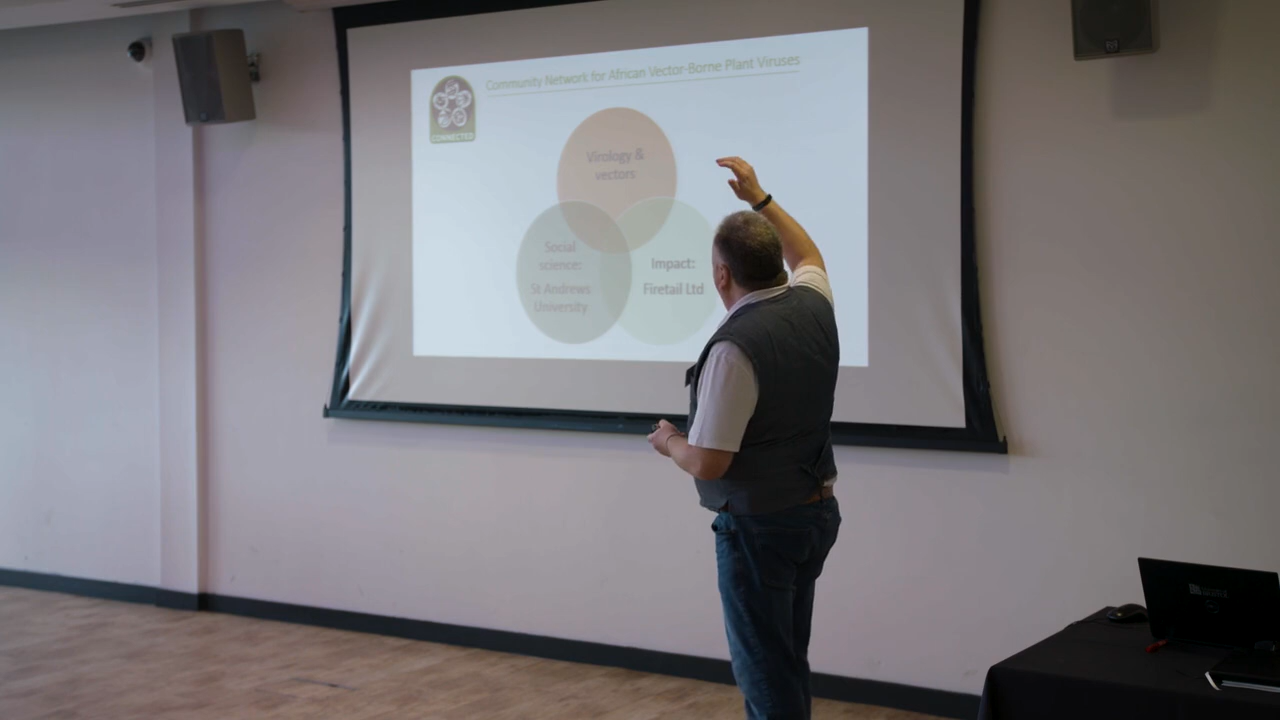 Community Network for African Vector-Borne Plant Viruses
CONNECTED
Virology &
vectors
Social
science:
St Andrews
University
Impact:
Firetail Ltd